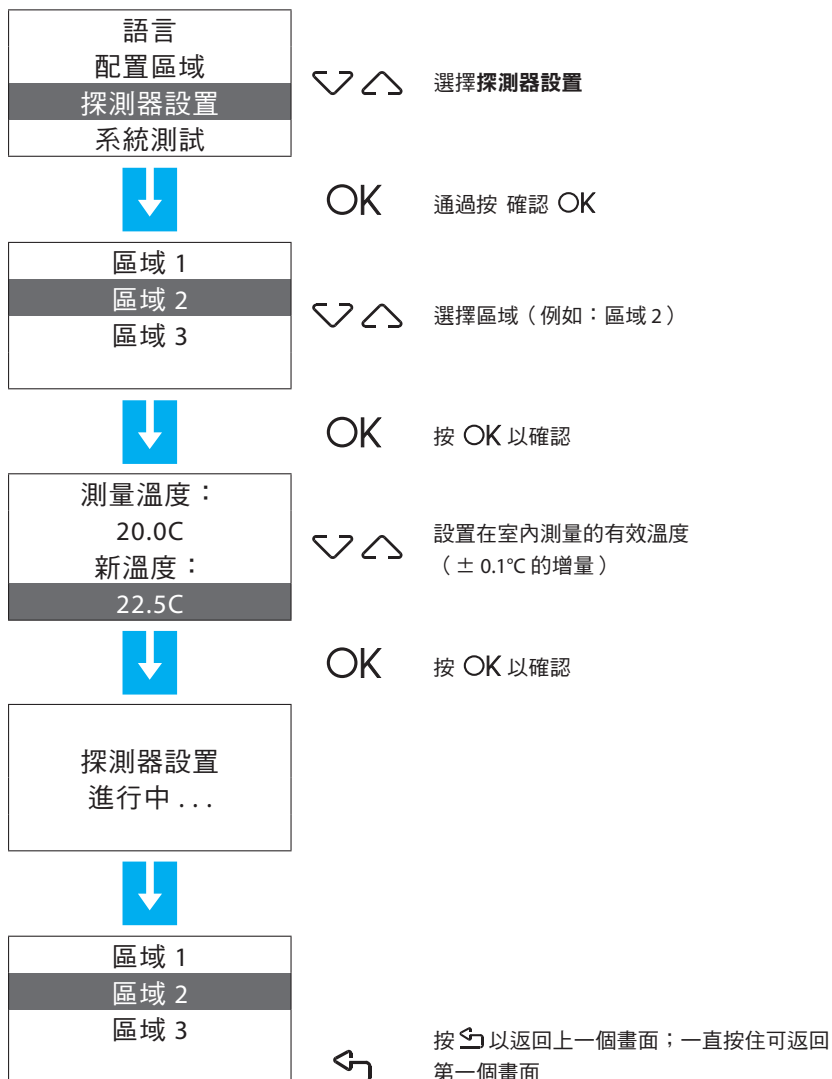 語言
配置區域
探測器設置
系統測試
選擇探測器設置
OK
通過按 確認 OK
區域 1
區域 2
區域 3
選擇區域（例如：區域 2）
OK
按 OK 以確認
測量溫度：
20.0C
新溫度：
22.5C
設置在室內測量的有效溫度
（± 0.1°C 的增量）
OK
按 OK 以確認
探測器設置
進行中 . . .
區域 1
區域 2
區域 3
按 以返回上一個畫面；一直按住可返回
第一個畫面